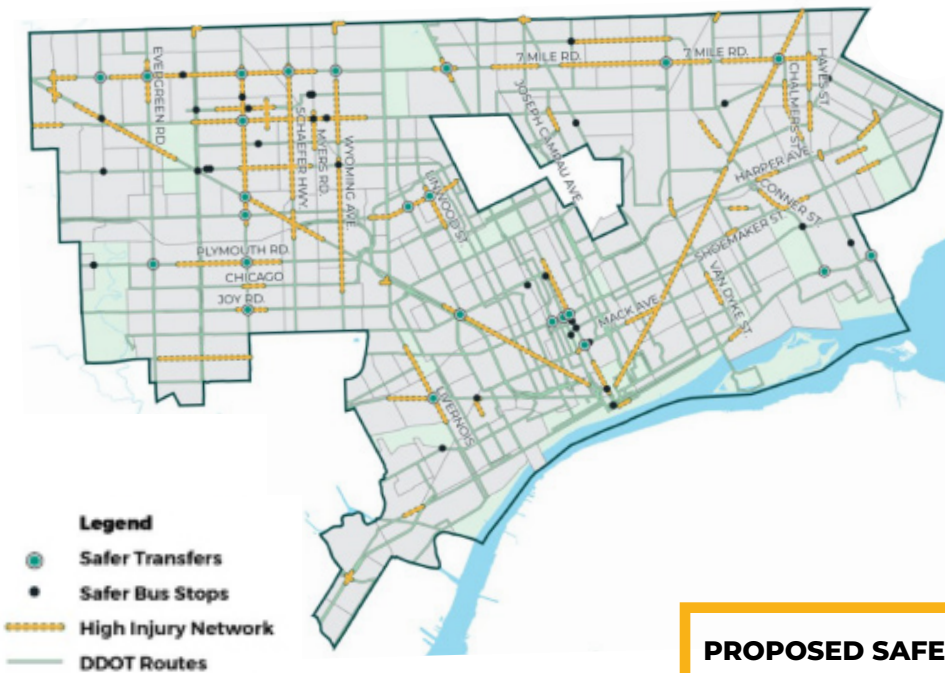 7 MILE RD.
7 MILE RD.
EVERGREEN RD.
SCHAEFER HWY.
MYERS RD.
WYOMING AVE.
LINWOOD ST.
JOSEPH CAMPAU AVE
CHALMERS ST.
HAYES ST.
HARPER AVE
CONNER ST.
SHOEMAKER ST.
VAN DYKE ST.
MACK AVE
PLYMOUTH RD.
CHICAGO
JOY RD.
LIVERNOIS
Legend
Safer Transfers
Safer Bus Stops
High Injury Network
DDOT Routes
PROPOSED SAFE